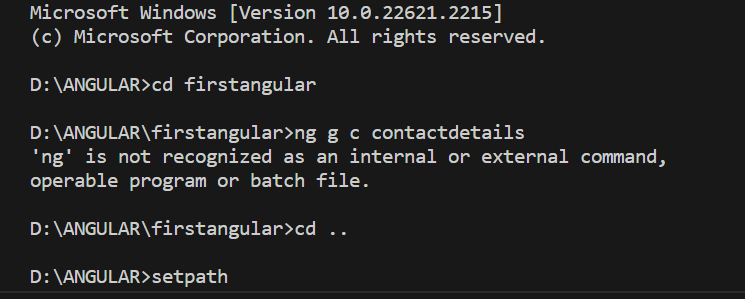 Microsoft Windows [Version 10.0.22621.2215]
(c) Microsoft Corporation. All rights reserved.
D:\ANGULAR>cd firstangular
D:\ANGULAR\firstangular>ng g c contactdetails
'ng' is not recognized as an internal or external command,
operable program or batch file.
D:\ANGULAR\firstangular>cd ..
D:\ANGULAR>setpath